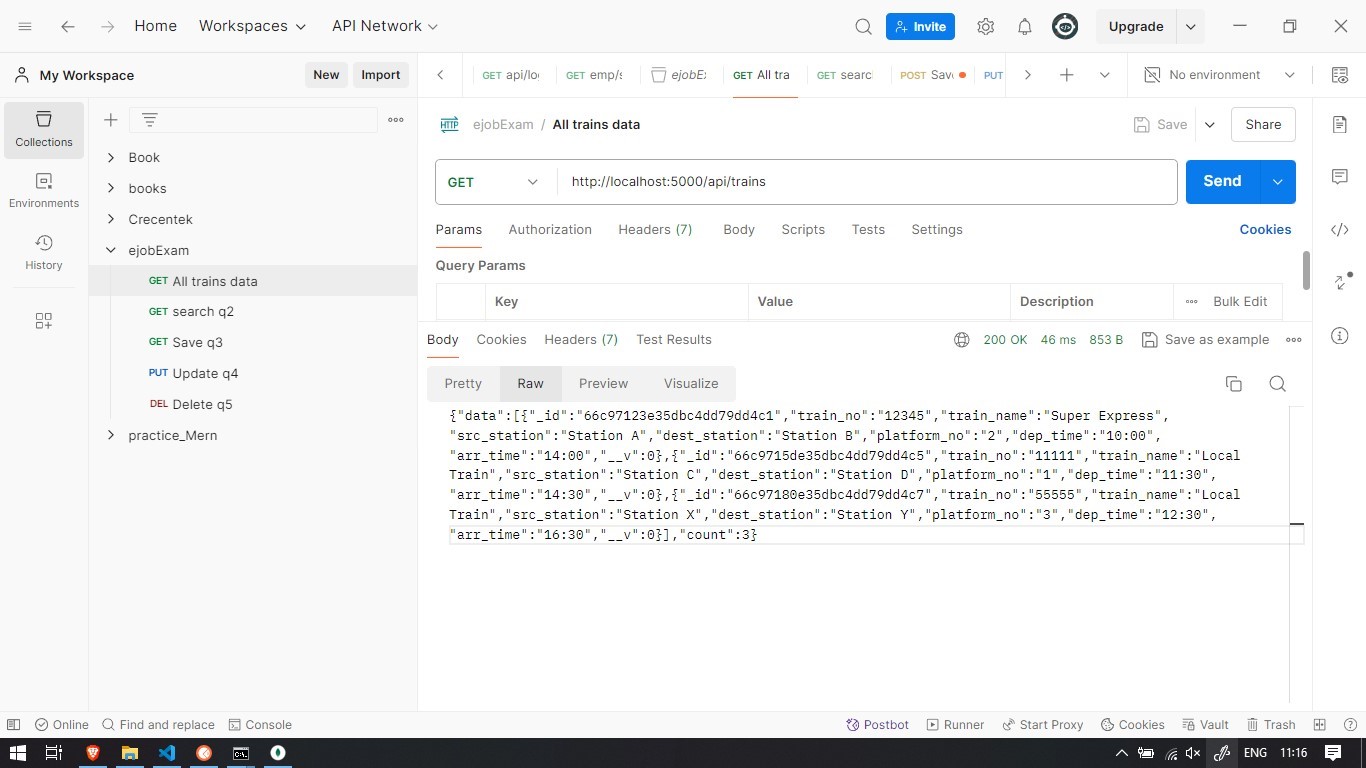 Home Workspaces API Network Invite Upgrade
My Workspace New Import GET api/lo GET emp/s ejobEx GET All tra GET searc POST Sav PUT No environment
Collections
Environments
History
Book
books
Crecentek
ejobExam
GET All trains data
GET search q2
GET Save q3
PUT Update q4
DEL Delete q5
practice_Mern
HTTP ejobExam / All trains data Save Share
GET http://localhost:5000/api/trains Send
Params Authorization Headers (7) Body Scripts Tests Settings Cookies
Query Params
Key Value Description Bulk Edit
Body Cookies Headers (7) Test Results 200 OK 46 ms 853 B Save as example
Pretty Raw Preview Visualize
{"data":[{"_id":"66c97123e35dbc4dd79dd4c1","train_no":"12345","train_name":"Super Express",
"src_station":"Station A","dest_station":"Station B","platform_no":"2","dep_time":"10:00",
"arr_time":"14:00","__v":0},{"_id":"66c9715de35dbc4dd79dd4c5","train_no":"11111","train_name":"Local
Train","src_station":"Station C","dest_station":"Station D","platform_no":"1","dep_time":"11:30",
"arr_time":"14:30","__v":0},{"_id":"66c97180e35dbc4dd79dd4c7","train_no":"55555","train_name":"Local
Train","src_station":"Station X","dest_station":"Station Y","platform_no":"3","dep_time":"12:30",
"arr_time":"16:30","__v":0}],"count":3}
Online Find and replace Console Postbot Runner Start Proxy Cookies Vault Trash
ENG 11:16